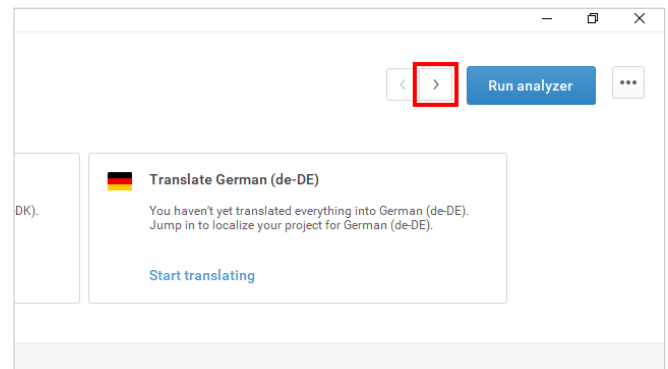 Run analyzer
Translate German (de-DE)
-DK).
You haven't yet translated everything into German (de-DE).
Jump in to localize your project for German (de-DE).
Start translating